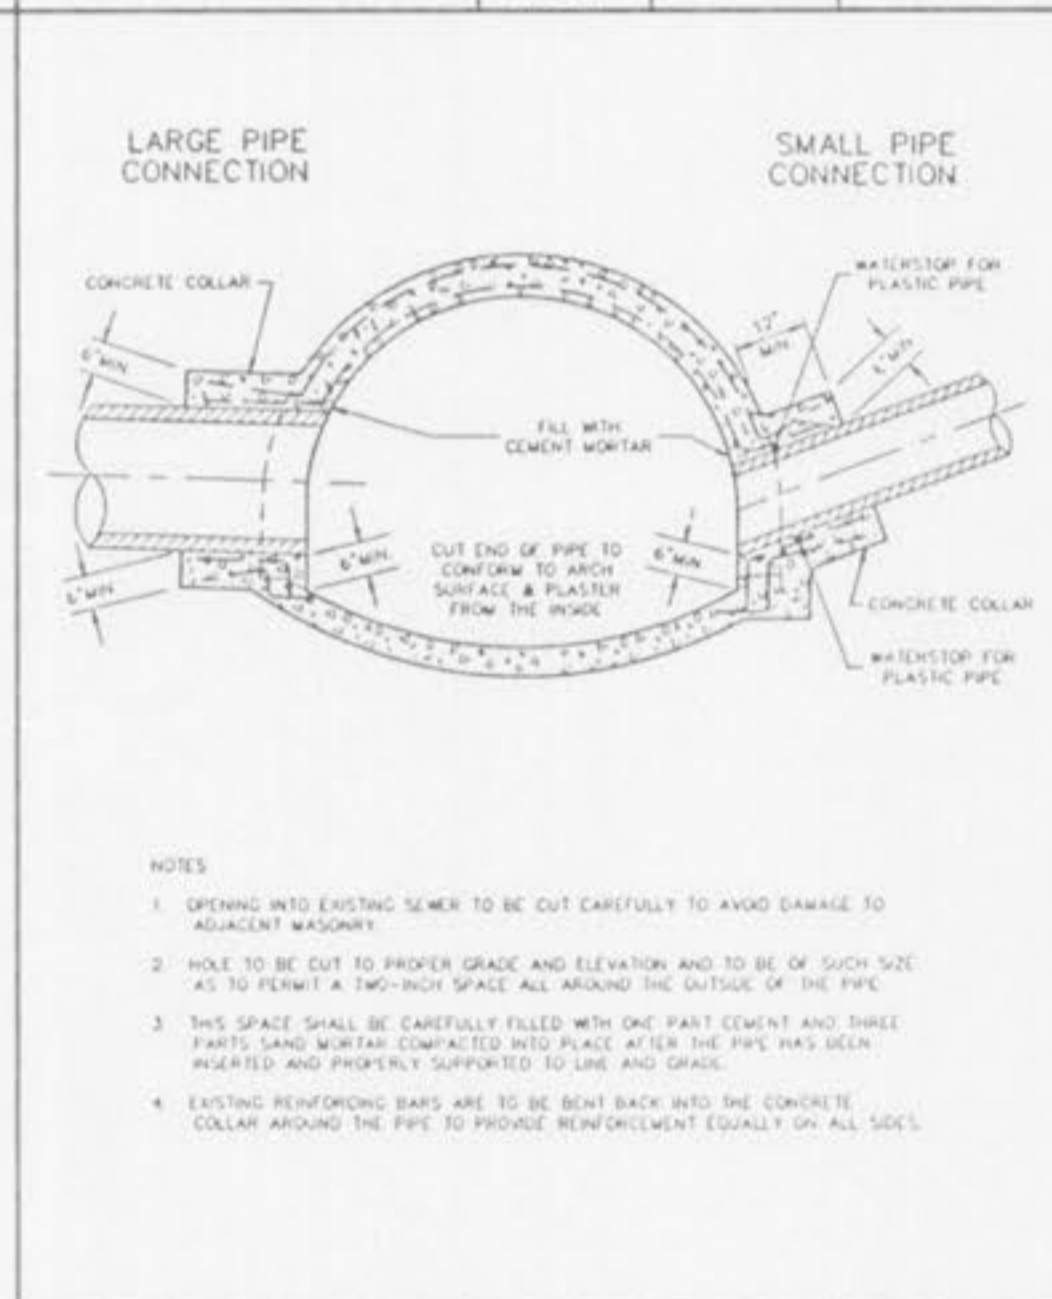 LARGE PIPE
CONNECTION
SMALL PIPE
CONNECTION
CONCRETE COLLAR
WATERSTOP FOR
PLASTIC PIPE
12"
MIN.
6"MIN.
6"MIN.
FILL WITH
CEMENT MORTAR
6"MIN.
CUT END OF PIPE TO
CONFORM TO ARCH
SURFACE & PLASTER
FROM THE INSIDE
6"MIN.
6"MIN.
CONCRETE COLLAR
WATERSTOP FOR
PLASTIC PIPE
NOTES
1. OPENING INTO EXISTING SEWER TO BE CUT CAREFULLY TO AVOID DAMAGE TO
ADJACENT MASONRY.
2. HOLE TO BE CUT TO PROPER GRADE AND ELEVATION AND TO BE OF SUCH SIZE
AS TO PERMIT A TWO-INCH SPACE ALL AROUND THE OUTSIDE OF THE PIPE.
3. THIS SPACE SHALL BE CAREFULLY FILLED WITH ONE PART CEMENT AND THREE
PARTS SAND MORTAR COMPACTED INTO PLACE AFTER THE PIPE HAS BEEN
INSERTED AND PROPERLY SUPPORTED TO LINE AND GRADE.
4. EXISTING REINFORCING BARS ARE TO BE BENT BACK INTO THE CONCRETE
COLLAR AROUND THE PIPE TO PROVIDE REINFORCEMENT EQUALLY ON ALL SIDES.